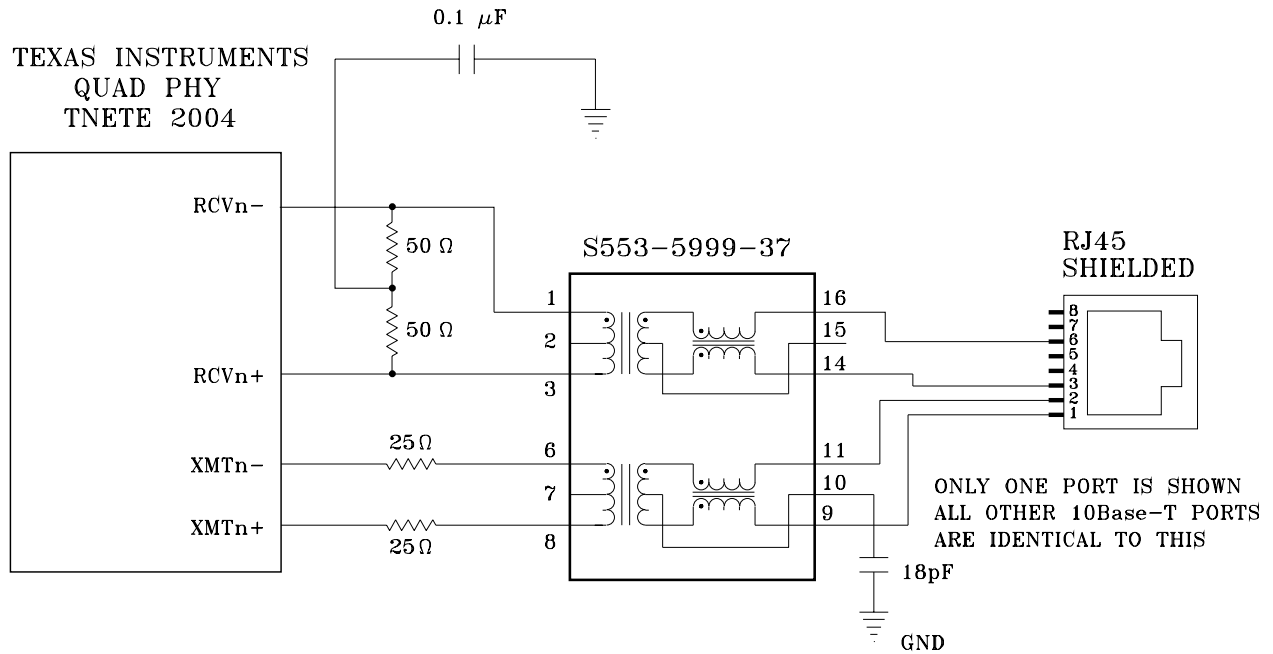 0.1 μF
TEXAS INSTRUMENTS
QUAD PHY
TNETE 2004
RCVn-
50 Ω
50 Ω
RCVn+
25Ω
XMTn-
XMTn+
25Ω
S553-5999-37
1
2
3
6
7
8
16
15
14
11
10
9
18pF
GND
RJ45
SHIELDED
8
7
6
5
4
3
2
1
ONLY ONE PORT IS SHOWN
ALL OTHER 10Base-T PORTS
ARE IDENTICAL TO THIS